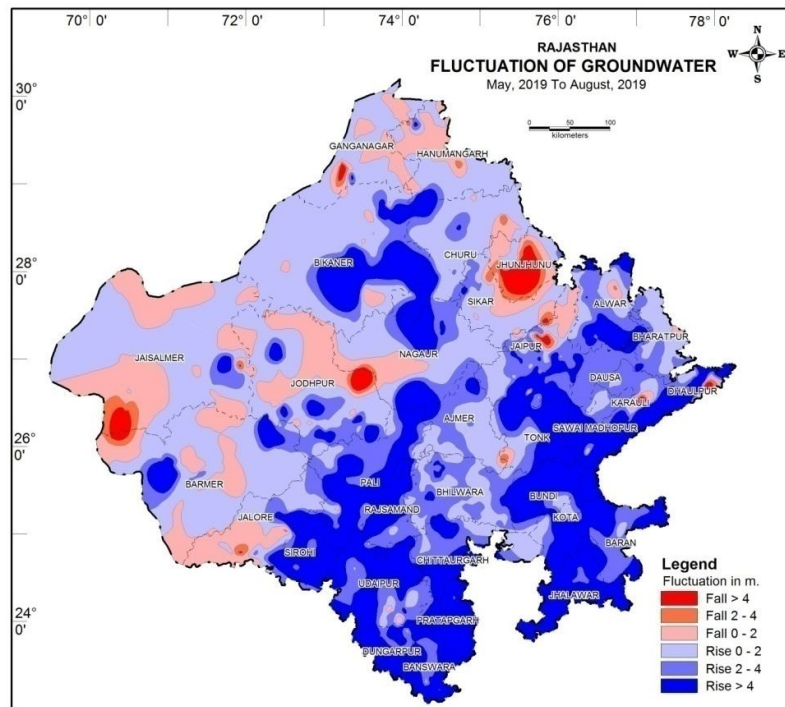 70° 0'
72° 0'
74° 0'
76° 0'
78° 0'
RAJASTHAN
FLUCTUATION OF GROUNDWATER
May, 2019 To August, 2019
N
W
E
S
0 50 100
kilometers
30°
0'
GANGANAGAR
HANUMANGARH
28°
0'
BIKANER
CHURU
JHUNJHUNU
SIKAR
ALWAR
JAISALMER
NAGAUR
JAIPUR
BHARATPUR
JODHPUR
DAUSA
DHAULPUR
KARAULI
26°
0'
AJMER
TONK
SAWAI MADHOPUR
BARMER
PALI
BHILWARA
BUNDI
JALORE
RAJSAMAND
KOTA
SIROHI
BARAN
CHITTAURGARH
UDAIPUR
JHALAWAR
24°
0'
PRATAPGARH
DUNGARPUR
BANSWARA
Legend
Fluctuation in m.
Fall > 4
Fall 2 - 4
Fall 0 - 2
Rise 0 - 2
Rise 2 - 4
Rise > 4